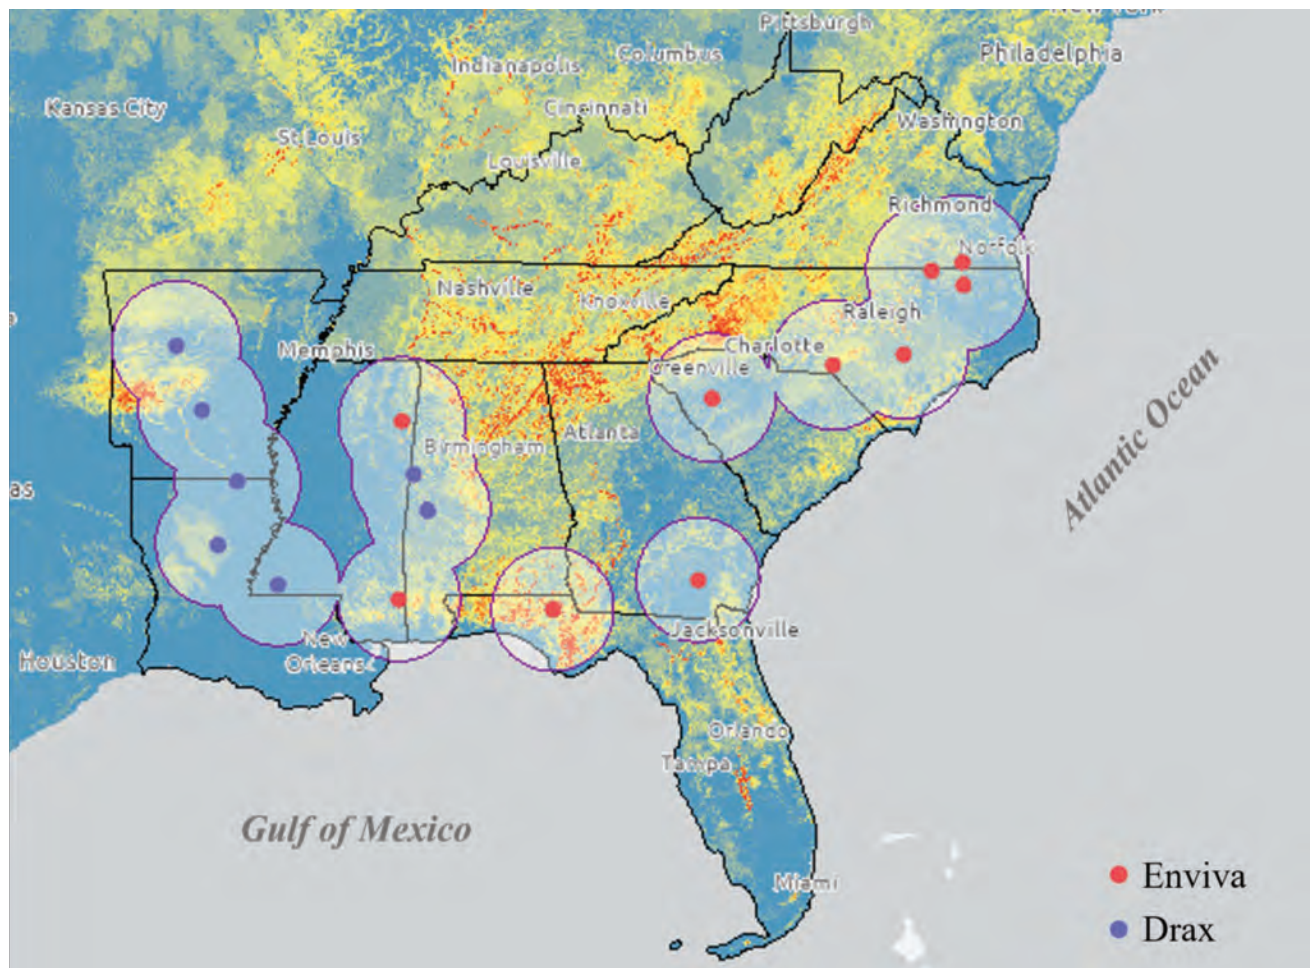 Pittsburgh
Columbus
Philadelphia
Indianapolis
Kansas City
Cincinnati
Washington
St Louis
Louisville
Richmond
Norfolk
Nashville
Knoxville
Raleigh
Memphis
Charlotte
Greenville
Atlanta
Birmingham
as
Atlantic Ocean
Jacksonville
New
Orleans
Houston
Orlando
Tampa
Gulf of Mexico
Miami
Enviva
Drax